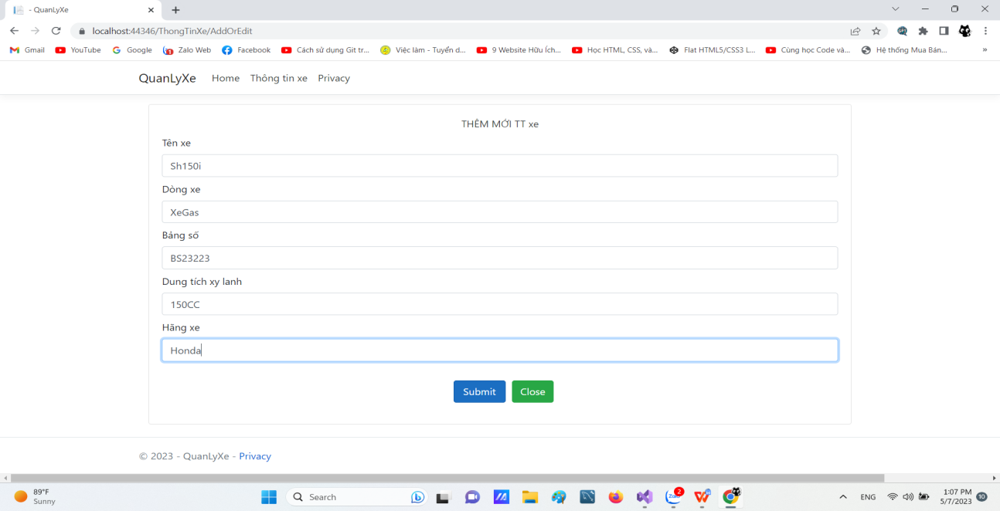 - QuanLyXe
localhost:44346/ThongTinXe/AddOrEdit
Gmail YouTube Google Zalo Web Facebook Cách sử dụng Git tr... Việc làm - Tuyển d... 9 Website Hữu Ích... Học HTML, CSS, và... Flat HTML5/CSS3 L... Cùng học Code và... Hệ thống Mua Bán... »
QuanLyXe Home Thông tin xe Privacy
THÊM MỚI TT xe
Tên xe
Sh150i
Dòng xe
XeGas
Bảng số
BS23223
Dung tích xy lanh
150CC
Hãng xe
Honda
Submit Close
© 2023 - QuanLyXe - Privacy
89°F
Sunny
Search
2
ENG
1:07 PM
5/7/2023
10